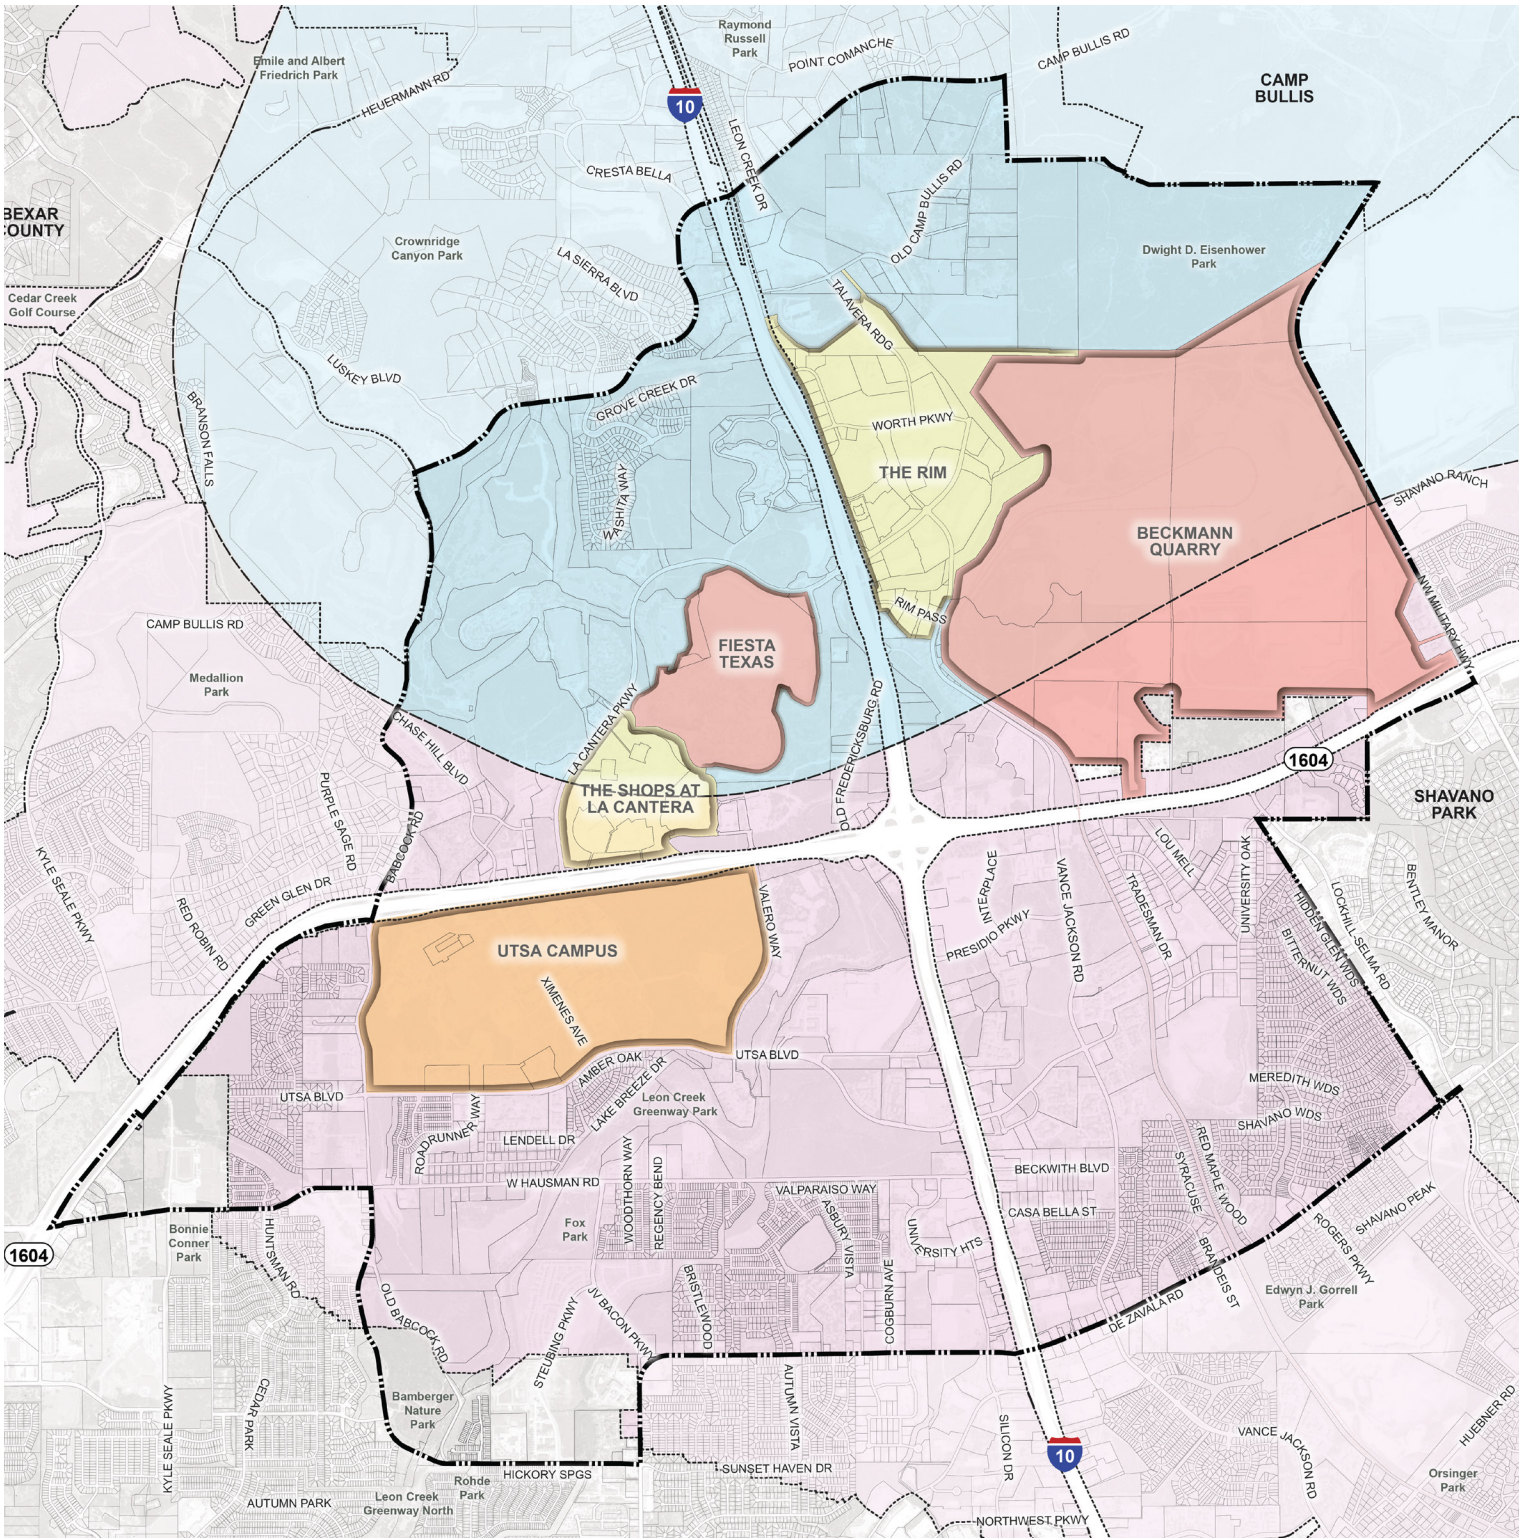 Raymond
Russell
Park
POINT COMANCHE
CAMP BULLIS RD
Emile and Albert
Friedrich Park
HEUERMANN RD
10
CAMP
BULLIS
LEON CREEK DR
CRESTA BELLA
OLD CAMP BULLIS RD
BEXAR
COUNTY
Crownridge
Canyon Park
LA SIERRA BLVD
Dwight D. Eisenhower
Park
Cedar Creek
Golf Course
TALAVERA RDG
LUSKEY BLVD
GROVE CREEK DR
BRANSON FALLS
WORTH PKWY
THE RIM
WASHITA WAY
SHAVANO RANCH
BECKMANN
QUARRY
NW MILITARY HWY
RIM PASS
CAMP BULLIS RD
FIESTA
TEXAS
Medallion
Park
LA CANTERA PKWY
OLD FREDERICKSBURG RD
CHASE HILL BLVD
1604
THE SHOPS AT
LA CANTERA
SHAVANO
PARK
PURPLE SAGE RD
BABCOCK RD
KYLE SEALE PKWY
GREEN GLEN DR
RED ROBIN RD
INTERPLACE
VANCE JACKSON RD
LOU MELL
TRADESMAN DR
UNIVERSITY OAK
LOCKHILL-SELMA RD
BENTLEY MANOR
HIDDEN GLEN WDS
BITTERNUT WDS
VALERO WAY
PRESIDIO PKWY
UTSA CAMPUS
XIMENES AVE
UTSA BLVD
AMBER OAK
LAKE BREEZE DR
UTSA BLVD
Leon Creek
Greenway Park
MEREDITH WDS
SHAVANO WDS
ROADRUNNER WAY
LENDELL DR
W HAUSMAN RD
WOODTHORN WAY
REGENCY BEND
BECKWITH BLVD
SYRACUSE
RED MAPLE WOOD
VALPARAISO WAY
ASBURY VISTA
CASA BELLA ST
SHAVANO PEAK
ROGERS PKWY
1604
Bonnie
Conner
Park
HUNTSMAN RD
Fox
Park
UNIVERSITY HTS
BRANDEIS ST
Edwyn J. Gorrell
Park
OLD BABCOCK RD
STEUBING PKWY
JV BACON PKWY
BRISTLEWOOD
COGBURN AVE
DE ZAVALA RD
KYLE SEALE PKWY
CEDAR PARK
Bamberger
Nature
Park
AUTUMN VISTA
SILICON DR
10
VANCE JACKSON RD
HUEBNER RD
HICKORY SPGS
SUNSET HAVEN DR
Rohde
Park
Orsinger
Park
AUTUMN PARK
Leon Creek
Greenway North
NORTHWEST PKWY